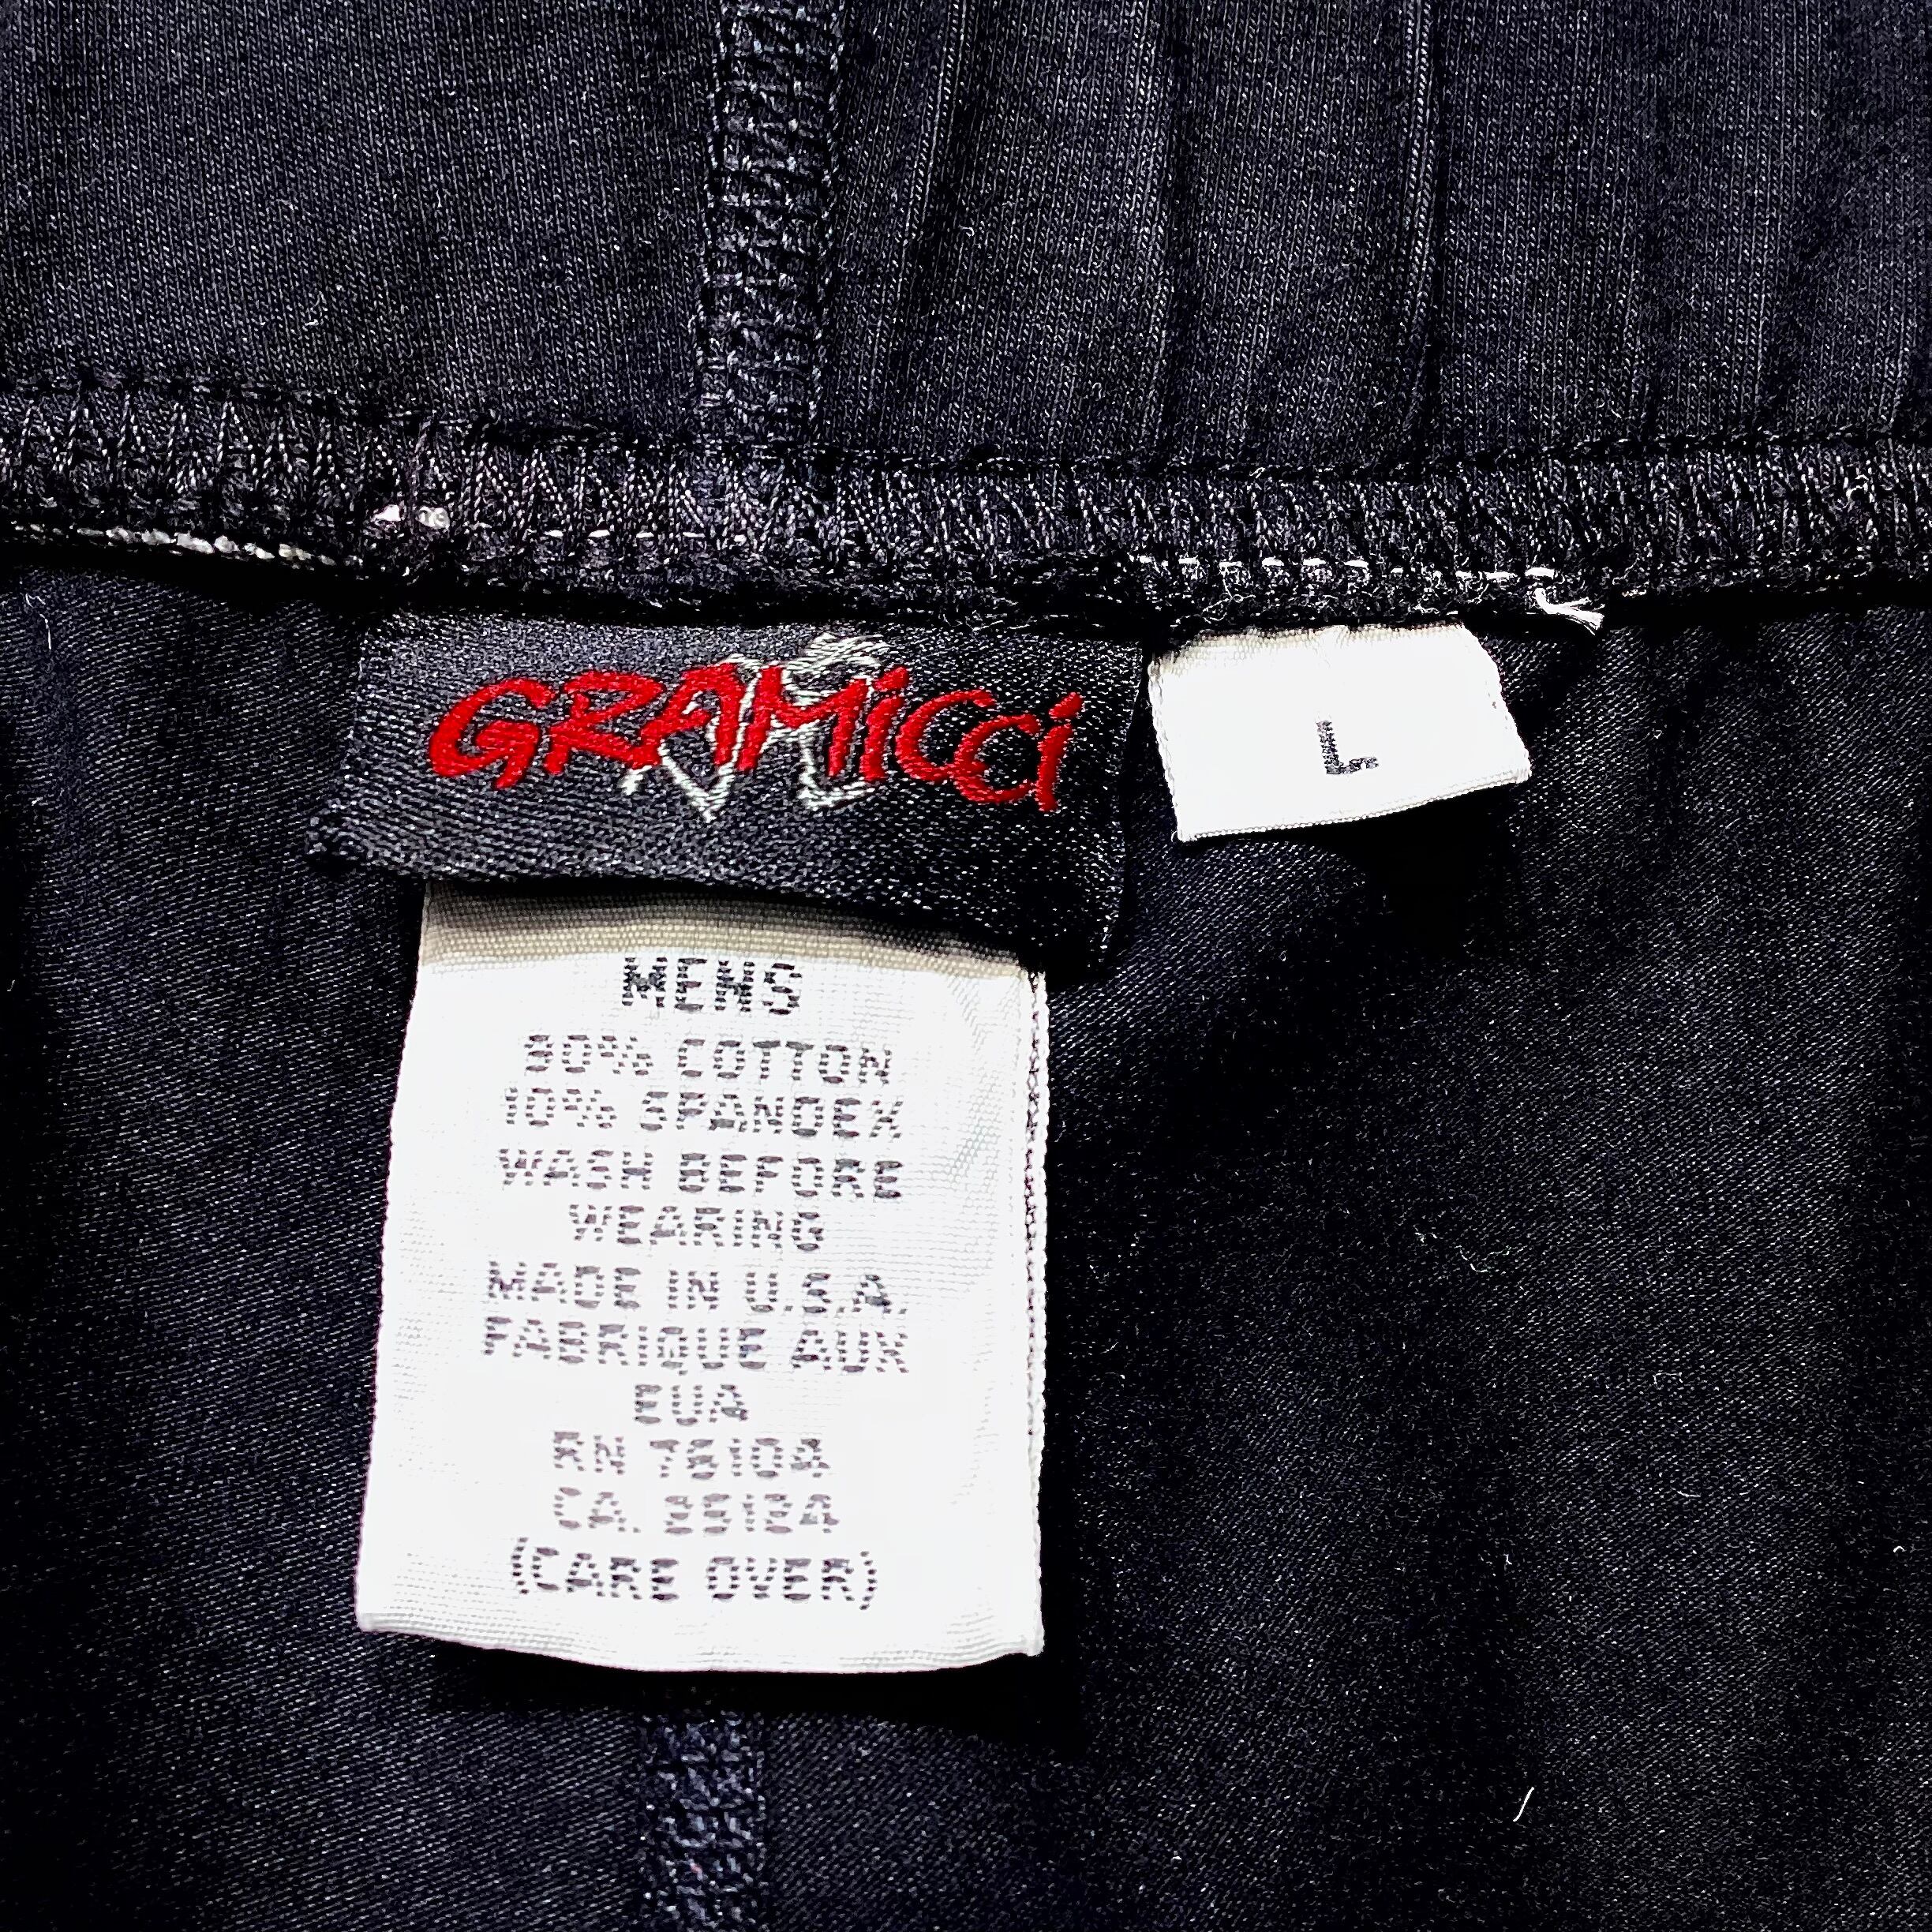 GRAMicci
L
MENS
90% COTTON
10% SPANDEX
WASH BEFORE
WEARING
MADE IN U.S.A.
FABRIQUE AUX
EUA
RN 76104
CA. 26124
(CARE OVER)